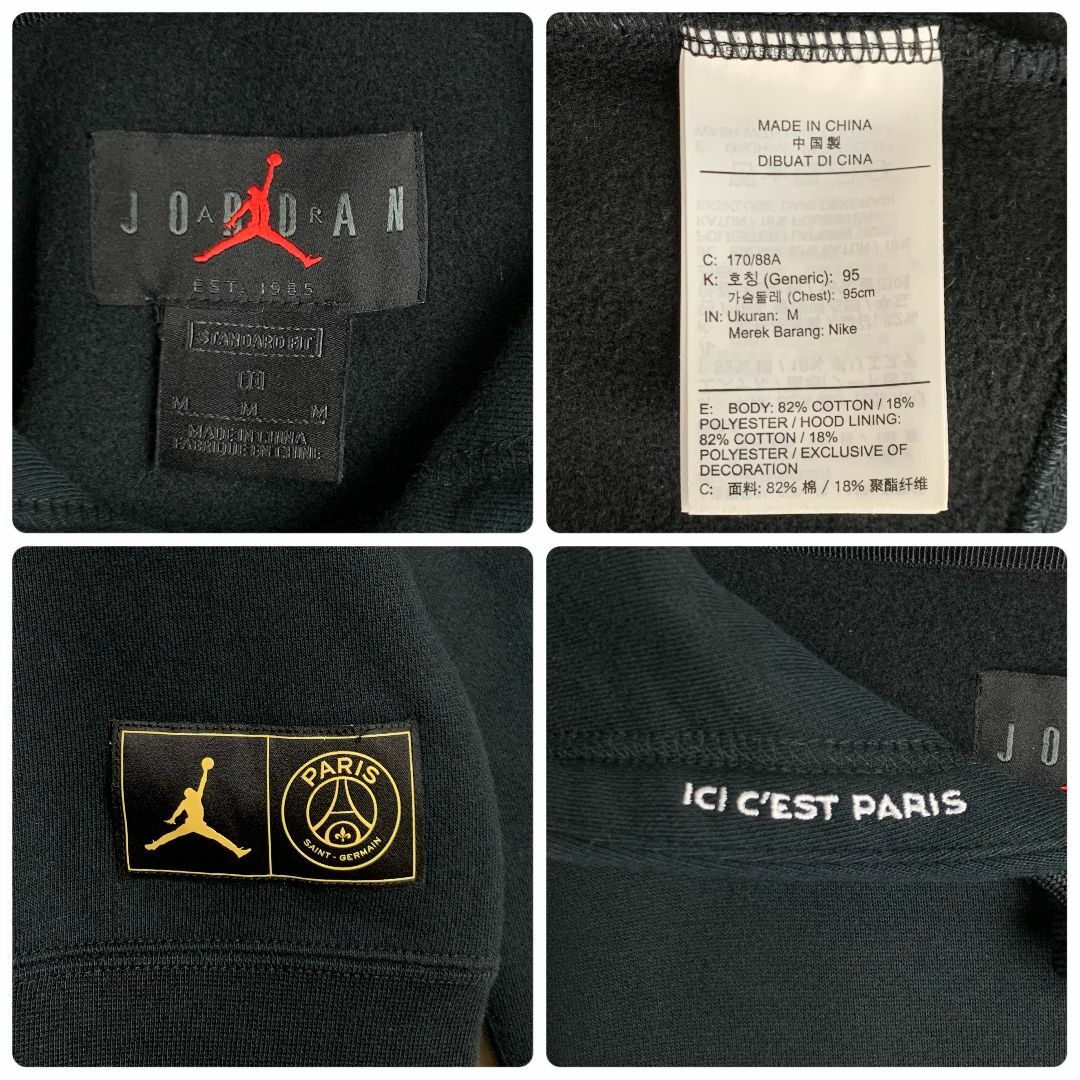 JORDAN
AIR
EST. 1985
STANDARD FIT
M M M
MADE IN CHINA
FABRIQUE EN CHINE
MADE IN CHINA
中国製
DIBUAT DI CINA
C: 170/88A
K: 호칭 (Generic): 95
가슴둘레 (Chest): 95cm
IN: Ukuran: M
Merek Barang: Nike
E: BODY: 82% COTTON / 18%
POLYESTER / HOOD LINING:
82% COTTON / 18%
POLYESTER / EXCLUSIVE OF
DECORATION
C: 面料: 82% 棉 / 18% 聚酯纤维
PARIS
SAINT-GERMAIN
JO
ICI C'EST PARIS